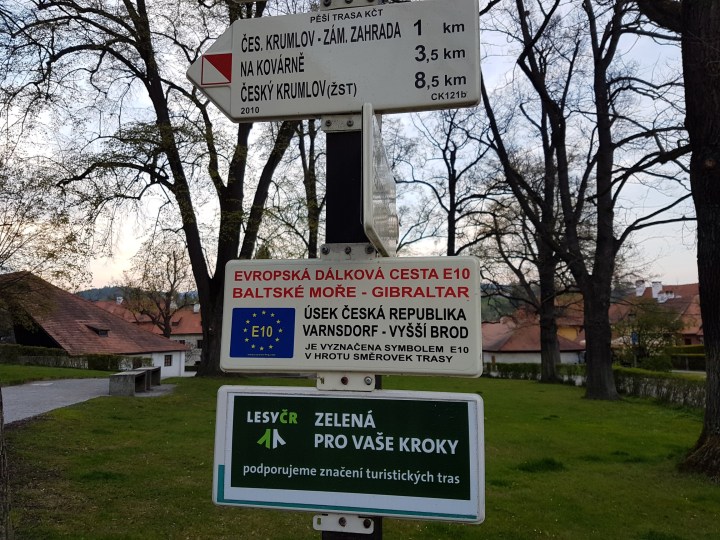 PĚŠÍ TRASA KČT
ČES. KRUMLOV - ZÁM. ZAHRADA 1 km
NA KOVÁRNĚ 3,5 km
ČESKÝ KRUMLOV(ŽST) 8,5 km
2010 CK121b
EVROPSKÁ DÁLKOVÁ CESTA E10
BALTSKÉ MOŘE - GIBRALTAR
E10
ÚSEK ČESKÁ REPUBLIKA
VARNSDORF - VYŠŠÍ BROD
JE VYZNAČENA SYMBOLEM E10
V HROTU SMĚROVEK TRASY
LESYČR
ZELENÁ
PRO VAŠE KROKY
podporujeme značení turistických tras